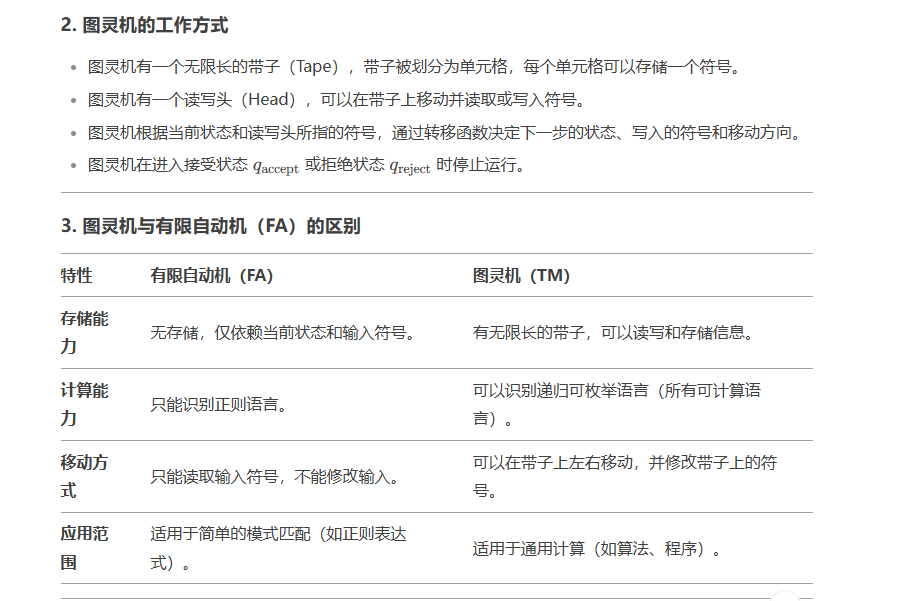 2. 图灵机的工作方式
图灵机有一个无限长的带子（Tape），带子被划分为单元格，每个单元格可以存储一个符号。
图灵机有一个读写头（Head），可以在带子上移动并读取或写入符号。
图灵机根据当前状态和读写头所指的符号，通过转移函数决定下一步的状态、写入的符号和移动方向。
图灵机在进入接受状态 q_accept 或拒绝状态 q_reject 时停止运行。
3. 图灵机与有限自动机（FA）的区别
特性 有限自动机（FA） 图灵机（TM）
存储能
力
无存储，仅依赖当前状态和输入符号。
有无限长的带子，可以读写和存储信息。
计算能
力
只能识别正则语言。
可以识别递归可枚举语言（所有可计算语
言）。
移动方
式
只能读取输入符号，不能修改输入。
可以在带子上左右移动，并修改带子上的符
号。
应用范
围
适用于简单的模式匹配（如正则表达
式）。
适用于通用计算（如算法、程序）。